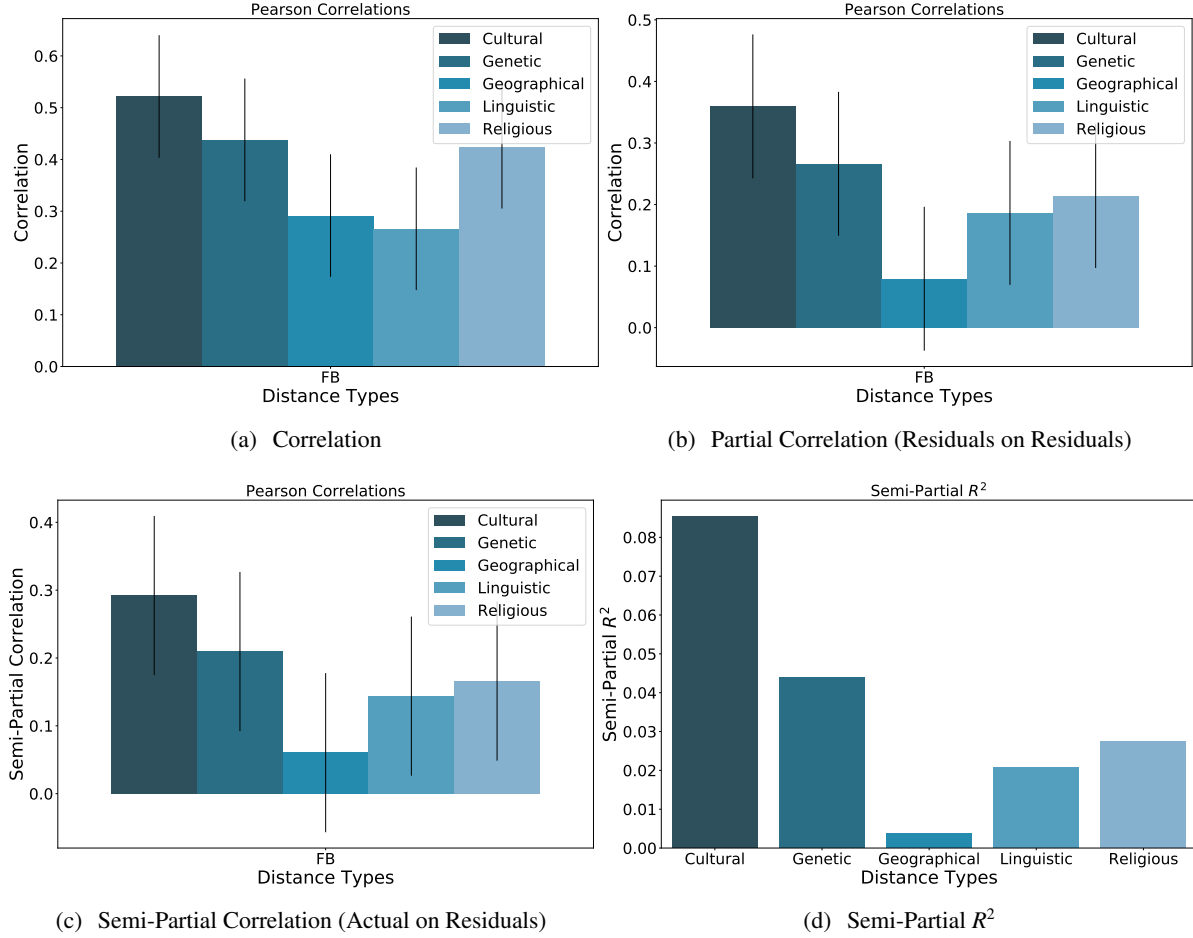 Pearson Correlations
Correlation
0.6
0.5
0.4
0.3
0.2
0.1
0.0
Cultural
Genetic
Geographical
Linguistic
Religious
FB
Distance Types
(a) Correlation
Pearson Correlations
Correlation
0.5
0.4
0.3
0.2
0.1
0.0
Cultural
Genetic
Geographical
Linguistic
Religious
FB
Distance Types
(b) Partial Correlation (Residuals on Residuals)
Pearson Correlations
Semi-Partial Correlation
0.4
0.3
0.2
0.1
0.0
Cultural
Genetic
Geographical
Linguistic
Religious
FB
Distance Types
(c) Semi-Partial Correlation (Actual on Residuals)
Semi-Partial R²
Semi-Partial R²
0.08
0.07
0.06
0.05
0.04
0.03
0.02
0.01
0.00
Cultural Genetic Geographical Linguistic Religious
Distance Types
(d) Semi-Partial R²